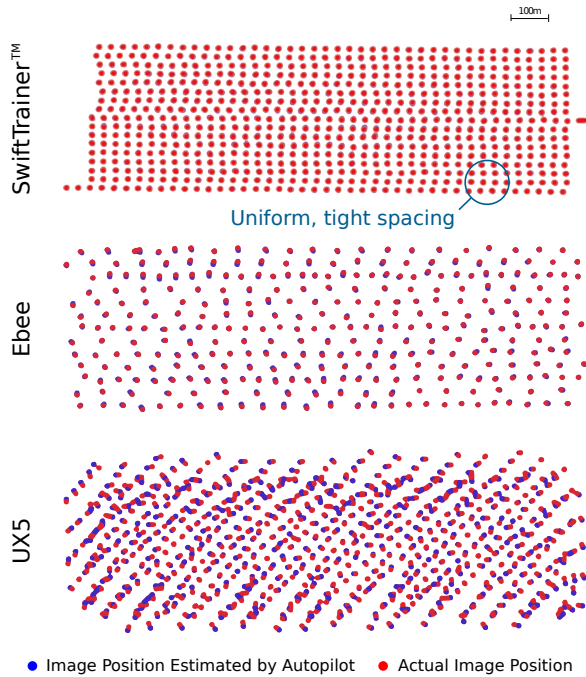 100m
SwiftTrainer™
Uniform, tight spacing
Ebee
UX5
Image Position Estimated by Autopilot
Actual Image Position